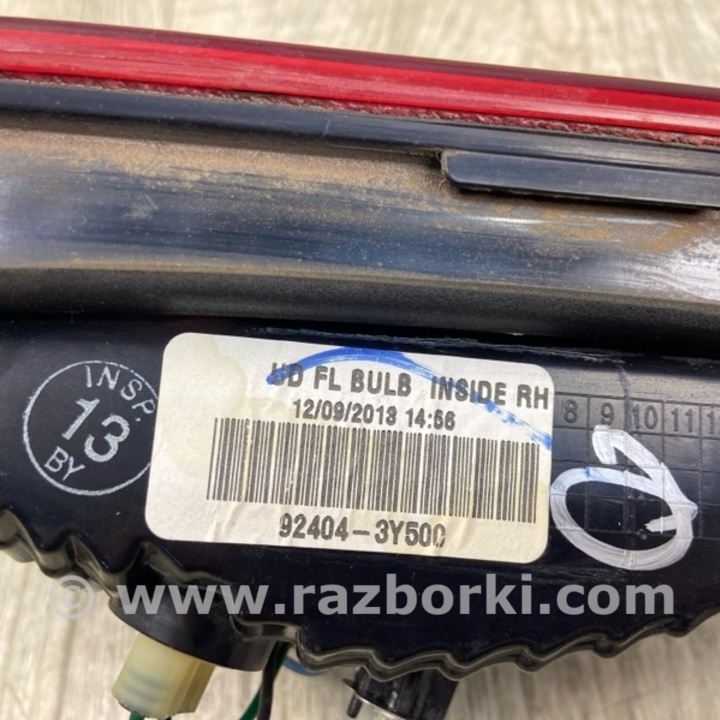 UD FL BULB INSIDE RH
12/09/2013 14:56
92404-3Y500
INSP.
13
BY
8 9 10 11 1
© www.razborki.com